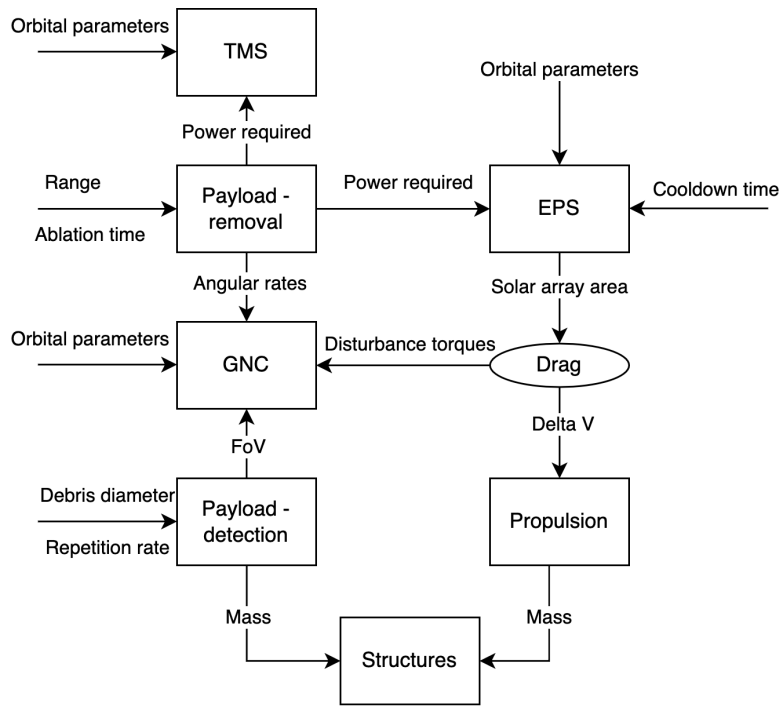 Orbital parameters
TMS
Orbital parameters
Power required
Range
Payload -
removal
Power required
EPS
Cooldown time
Ablation time
Angular rates
Solar array area
Orbital parameters
GNC
Disturbance torques
Drag
FoV
Delta V
Debris diameter
Payload -
detection
Propulsion
Repetition rate
Mass
Mass
Structures